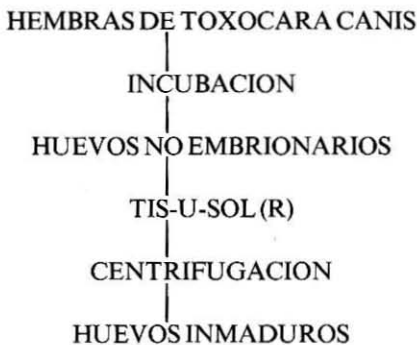 HEMBRAS DE TOXOCARA CANIS
INCUBACION
HUEVOS NO EMBRIONARIOS
TIS-U-SOL (R)
CENTRIFUGACION
HUEVOS INMADUROS